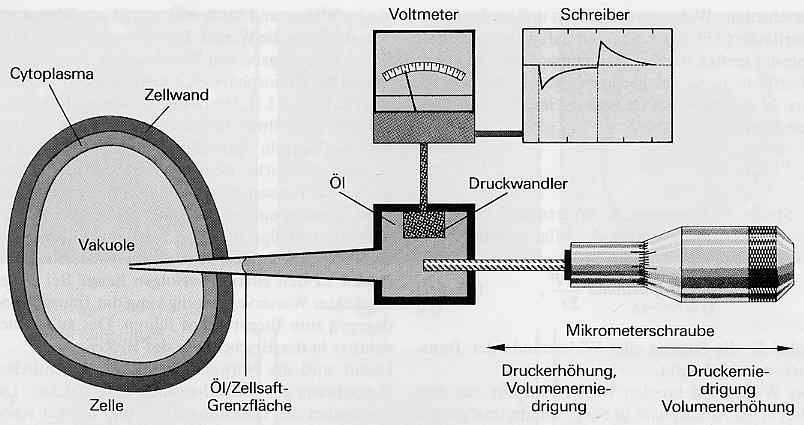 Voltmeter
Schreiber
Cytoplasma
Zellwand
Öl
Druckwandler
Vakuole
Mikrometerschraube
Druckerhöhung,
Volumenernie-
drigung
Druckernie-
drigung
Volumenerhöhung
Öl/Zellsaft-
Grenzfläche
Zelle